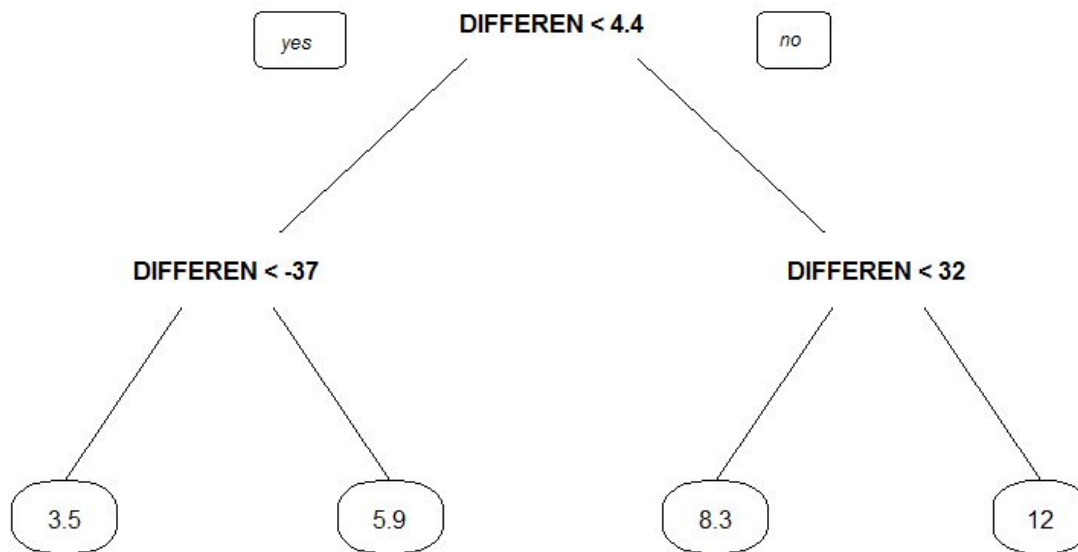 yes
DIFFEREN < 4.4
no
DIFFEREN < -37
DIFFEREN < 32
3.5
5.9
8.3
12